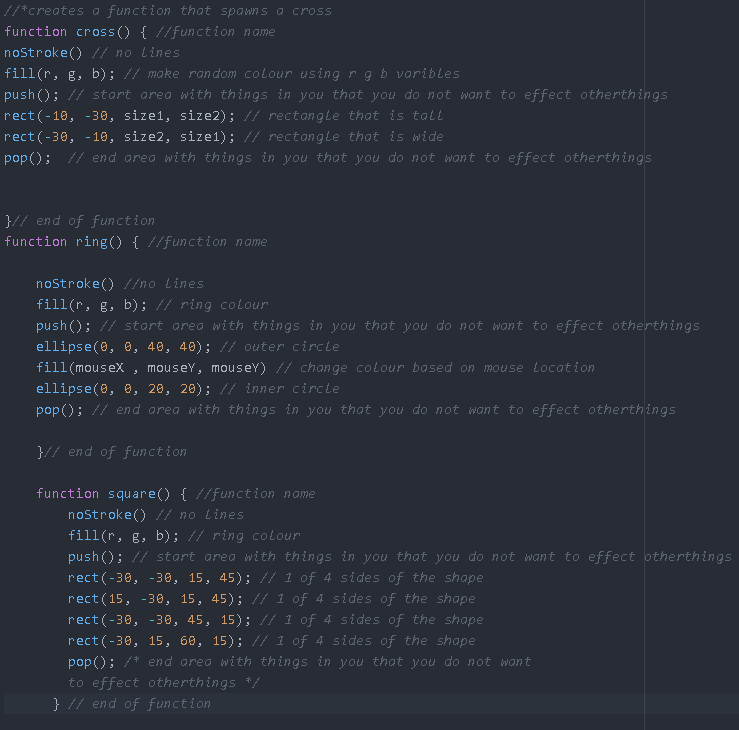 //*creates a function that spawns a cross
function cross() { //function name
noStroke() // no lines
fill(r, g, b); // make random colour using r g b varibles
push(); // start area with things in you that you do not want to effect otherthings
rect(-10, -30, size1, size2); // rectangle that is tall
rect(-30, -10, size2, size1); // rectangle that is wide
pop();  // end area with things in you that you do not want to effect otherthings
}// end of function
function ring() { //function name
noStroke() //no lines
fill(r, g, b); // ring colour
push(); // start area with things in you that you do not want to effect otherthings
ellipse(0, 0, 40, 40); // outer circle
fill(mouseX , mouseY, mouseY) // change colour based on mouse location
ellipse(0, 0, 20, 20); // inner circle
pop(); // end area with things in you that you do not want to effect otherthings
}// end of function
function square() { //function name
noStroke() // no lines
fill(r, g, b); // ring colour
push(); // start area with things in you that you do not want to effect otherthings
rect(-30, -30, 15, 45); // 1 of 4 sides of the shape
rect(15, -30, 15, 45); // 1 of 4 sides of the shape
rect(-30, -30, 45, 15); // 1 of 4 sides of the shape
rect(-30, 15, 60, 15); // 1 of 4 sides of the shape
pop(); /* end area with things in you that you do not want
to effect otherthings */
} // end of function